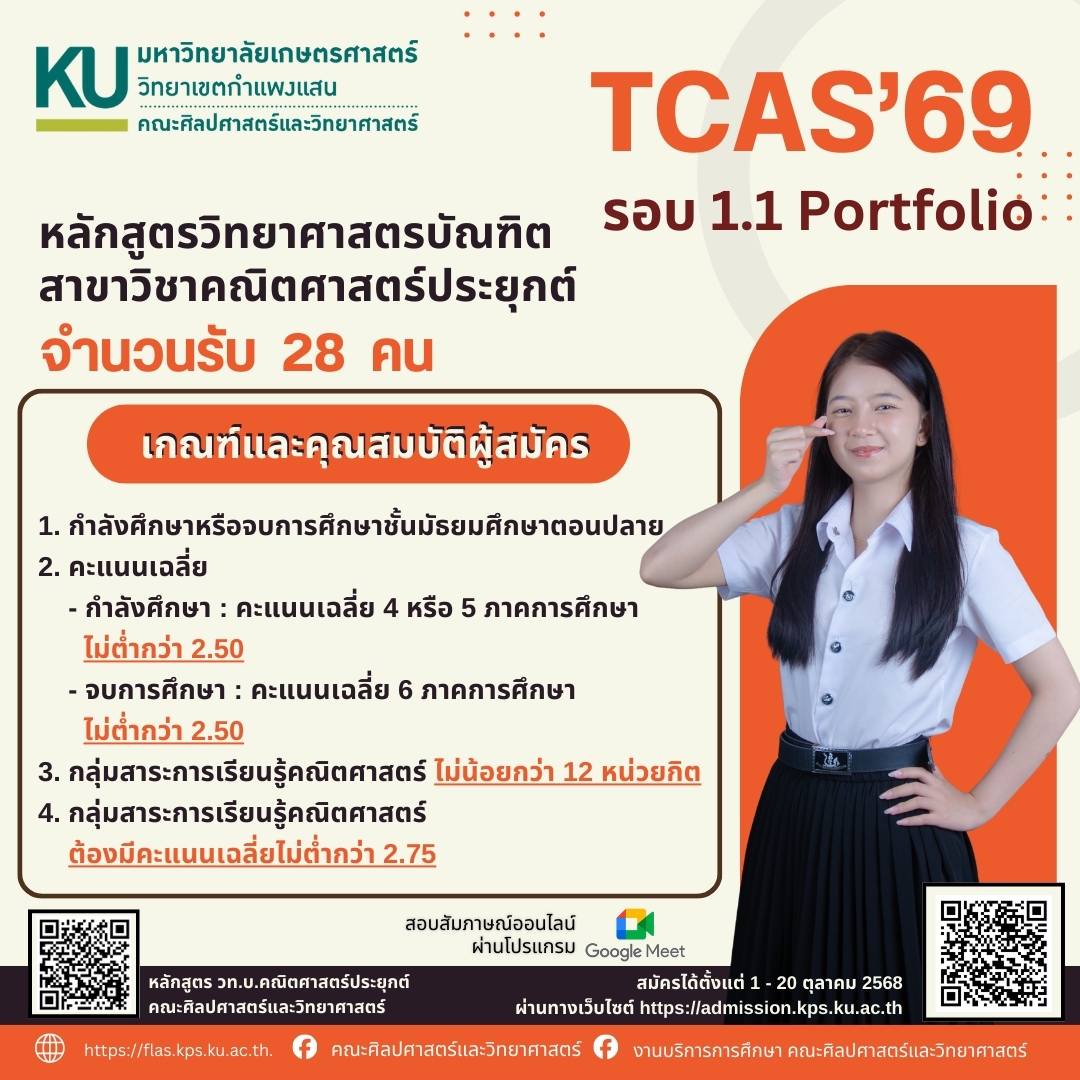 KU มหาวิทยาลัยเกษตรศาสตร์
วิทยาเขตกำแพงแสน
คณะศิลปศาสตร์และวิทยาศาสตร์
TCAS’69
รอบ 1.1 Portfolio
หลักสูตรวิทยาศาสตรบัณฑิต
สาขาวิชาคณิตศาสตร์ประยุกต์
จำนวนรับ 28 คน
เกณฑ์และคุณสมบัติผู้สมัคร
1. กำลังศึกษาหรือจบการศึกษาชั้นมัธยมศึกษาตอนปลาย
2. คะแนนเฉลี่ย
- กำลังศึกษา : คะแนนเฉลี่ย 4 หรือ 5 ภาคการศึกษา
ไม่ต่ำกว่า 2.50
- จบการศึกษา : คะแนนเฉลี่ย 6 ภาคการศึกษา
ไม่ต่ำกว่า 2.50
3. กลุ่มสาระการเรียนรู้คณิตศาสตร์ ไม่น้อยกว่า 12 หน่วยกิต
4. กลุ่มสาระการเรียนรู้คณิตศาสตร์
ต้องมีคะแนนเฉลี่ยไม่ต่ำกว่า 2.75
สอบสัมภาษณ์ออนไลน์
ผ่านโปรแกรม Google Meet
หลักสูตร วท.บ.คณิตศาสตร์ประยุกต์
คณะศิลปศาสตร์และวิทยาศาสตร์
สมัครได้ตั้งแต่ 1 - 20 ตุลาคม 2568
ผ่านทางเว็บไซต์ https://admission.kps.ku.ac.th
https://flas.kps.ku.ac.th. คณะศิลปศาสตร์และวิทยาศาสตร์ งานบริการการศึกษา คณะศิลปศาสตร์และวิทยาศาสตร์